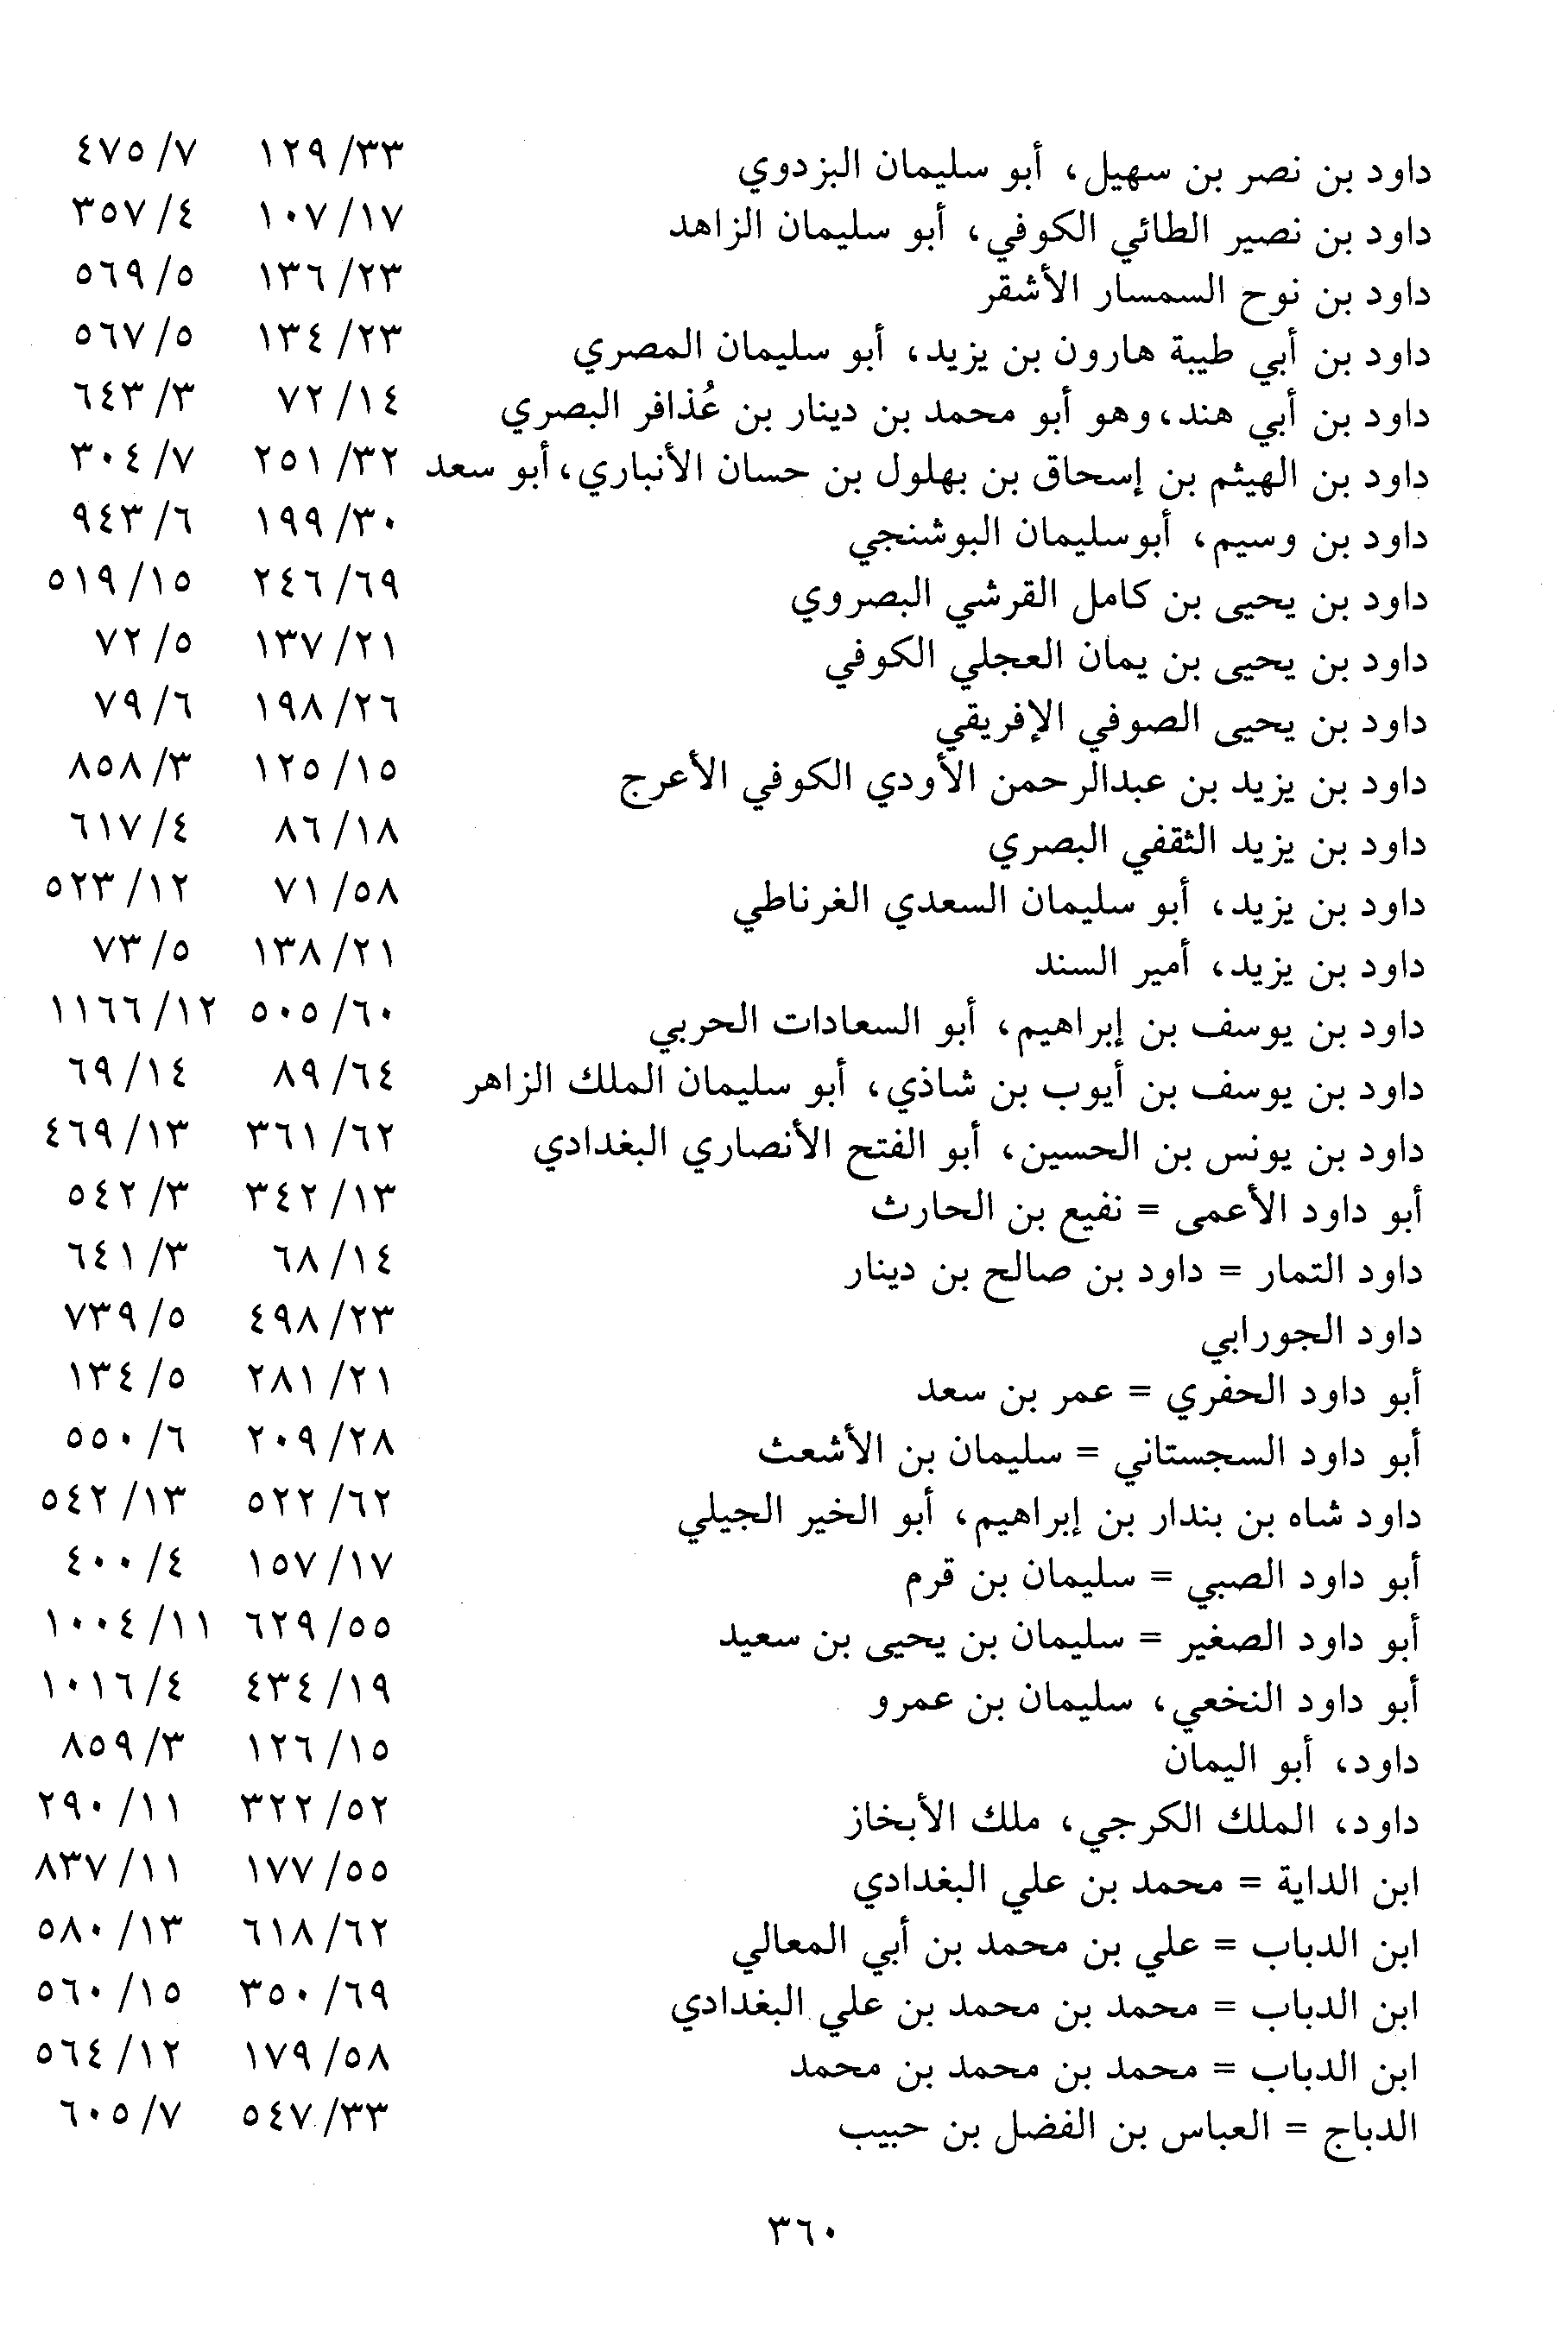 داود بن نصر بن سهيل، أبو سليمان البزدوي ٣٣/ ١٢٩ ٧/ ٤٧٥
داود بن نصير الطائي الكوفي، أبو سليمان الزاهد ١٧/ ١٠٧ ٤/ ٣٥٧
داود بن نوح السمسار الأشقر ٢٣/ ١٣٦ ٥/ ٥٦٩
داود بن أبي طيبة هارون بن يزيد، أبو سليمان المصري ٢٣/ ١٣٤ ٥/ ٥٦٧
داود بن أبي هند، وهو أبو محمد بن دينار بن عُذافر البصري ١٤/ ٧٢ ٣/ ٦٤٣
داود بن الهيثم بن إسحاق بن بهلول بن حسان الأنباري، أبو سعد ٣٢/ ٢٥١ ٧/ ٣٠٤
داود بن وسيم، أبوسليمان البوشنجي ٣٠/ ١٩٩ ٦/ ٩٤٣
داود بن يحيى بن كامل القرشي البصروي ٦٩/ ٢٤٦ ١٥/ ٥١٩
داود بن يحيى بن يمان العجلي الكوفي ٢١/ ١٣٧ ٥/ ٧٢
داود بن يحيى الصوفي الإفريقي ٢٦/ ١٩٨ ٦/ ٧٩
داود بن يزيد بن عبدالرحمن الأودي الكوفي الأعرج ١٥/ ١٢٥ ٣/ ٨٥٨
داود بن يزيد الثقفي البصري ١٨/ ٨٦ ٤/ ٦١٧
داود بن يزيد، أبو سليمان السعدي الغرناطي ٥٨/ ٧١ ١٢/ ٥٢٣
داود بن يزيد، أمير السند ٢١/ ١٣٨ ٥/ ٧٣
داود بن يوسف بن إبراهيم، أبو السعادات الحربي ٦٠/ ٥٠٥ ١٢/ ١١٦٦
داود بن يوسف بن أيوب بن شاذي، أبو سليمان الملك الزاهر ٦٤/ ٨٩ ١٤/ ٦٩
داود بن يونس بن الحسين، أبو الفتح الأنصاري البغدادي ٦٢/ ٣٦١ ١٣/ ٤٦٩
أبو داود الأعمى = نفيع بن الحارث ١٣/ ٣٤٢ ٣/ ٥٤٢
داود التمار = داود بن صالح بن دينار ١٤/ ٦٨ ٣/ ٦٤١
داود الجورابي ٢٣/ ٤٩٨ ٥/ ٧٣٩
أبو داود الحفري = عمر بن سعد ٢١/ ٢٨١ ٥/ ١٣٤
أبو داود السجستاني = سليمان بن الأشعث ٢٨/ ٢٠٩ ٦/ ٥٥٠
داود شاه بن بندار بن إبراهيم، أبو الخير الجيلي ٦٢/ ٥٢٢ ١٣/ ٥٤٢
أبو داود الصبي = سليمان بن قرم ١٧/ ١٥٧ ٤/ ٤٠٠
أبو داود الصغير = سليمان بن يحيى بن سعيد ٥٥/ ٦٢٩ ١١/ ١٠٠٤
أبو داود النخعي، سليمان بن عمرو ١٩/ ٤٣٤ ٤/ ١٠١٦
داود، أبو اليمان ١٥/ ١٢٦ ٣/ ٨٥٩
داود، الملك الكرجي، ملك الأبخاز ٥٢/ ٣٢٢ ١١/ ٢٩٠
ابن الداية = محمد بن علي البغدادي ٥٥/ ١٧٧ ١١/ ٨٣٧
ابن الدباب = علي بن محمد بن أبي المعالي ٦٢/ ٦١٨ ١٣/ ٥٨٠
ابن الدباب = محمد بن محمد بن علي البغدادي ٦٩/ ٣٥٠ ١٥/ ٥٦٠
ابن الدباب = محمد بن محمد بن محمد ٥٨/ ١٧٩ ١٢/ ٥٦٤
الدباج = العباس بن الفضل بن حبيب ٣٣/ ٥٤٧ ٧/ ٦٠٥
٣٦٠